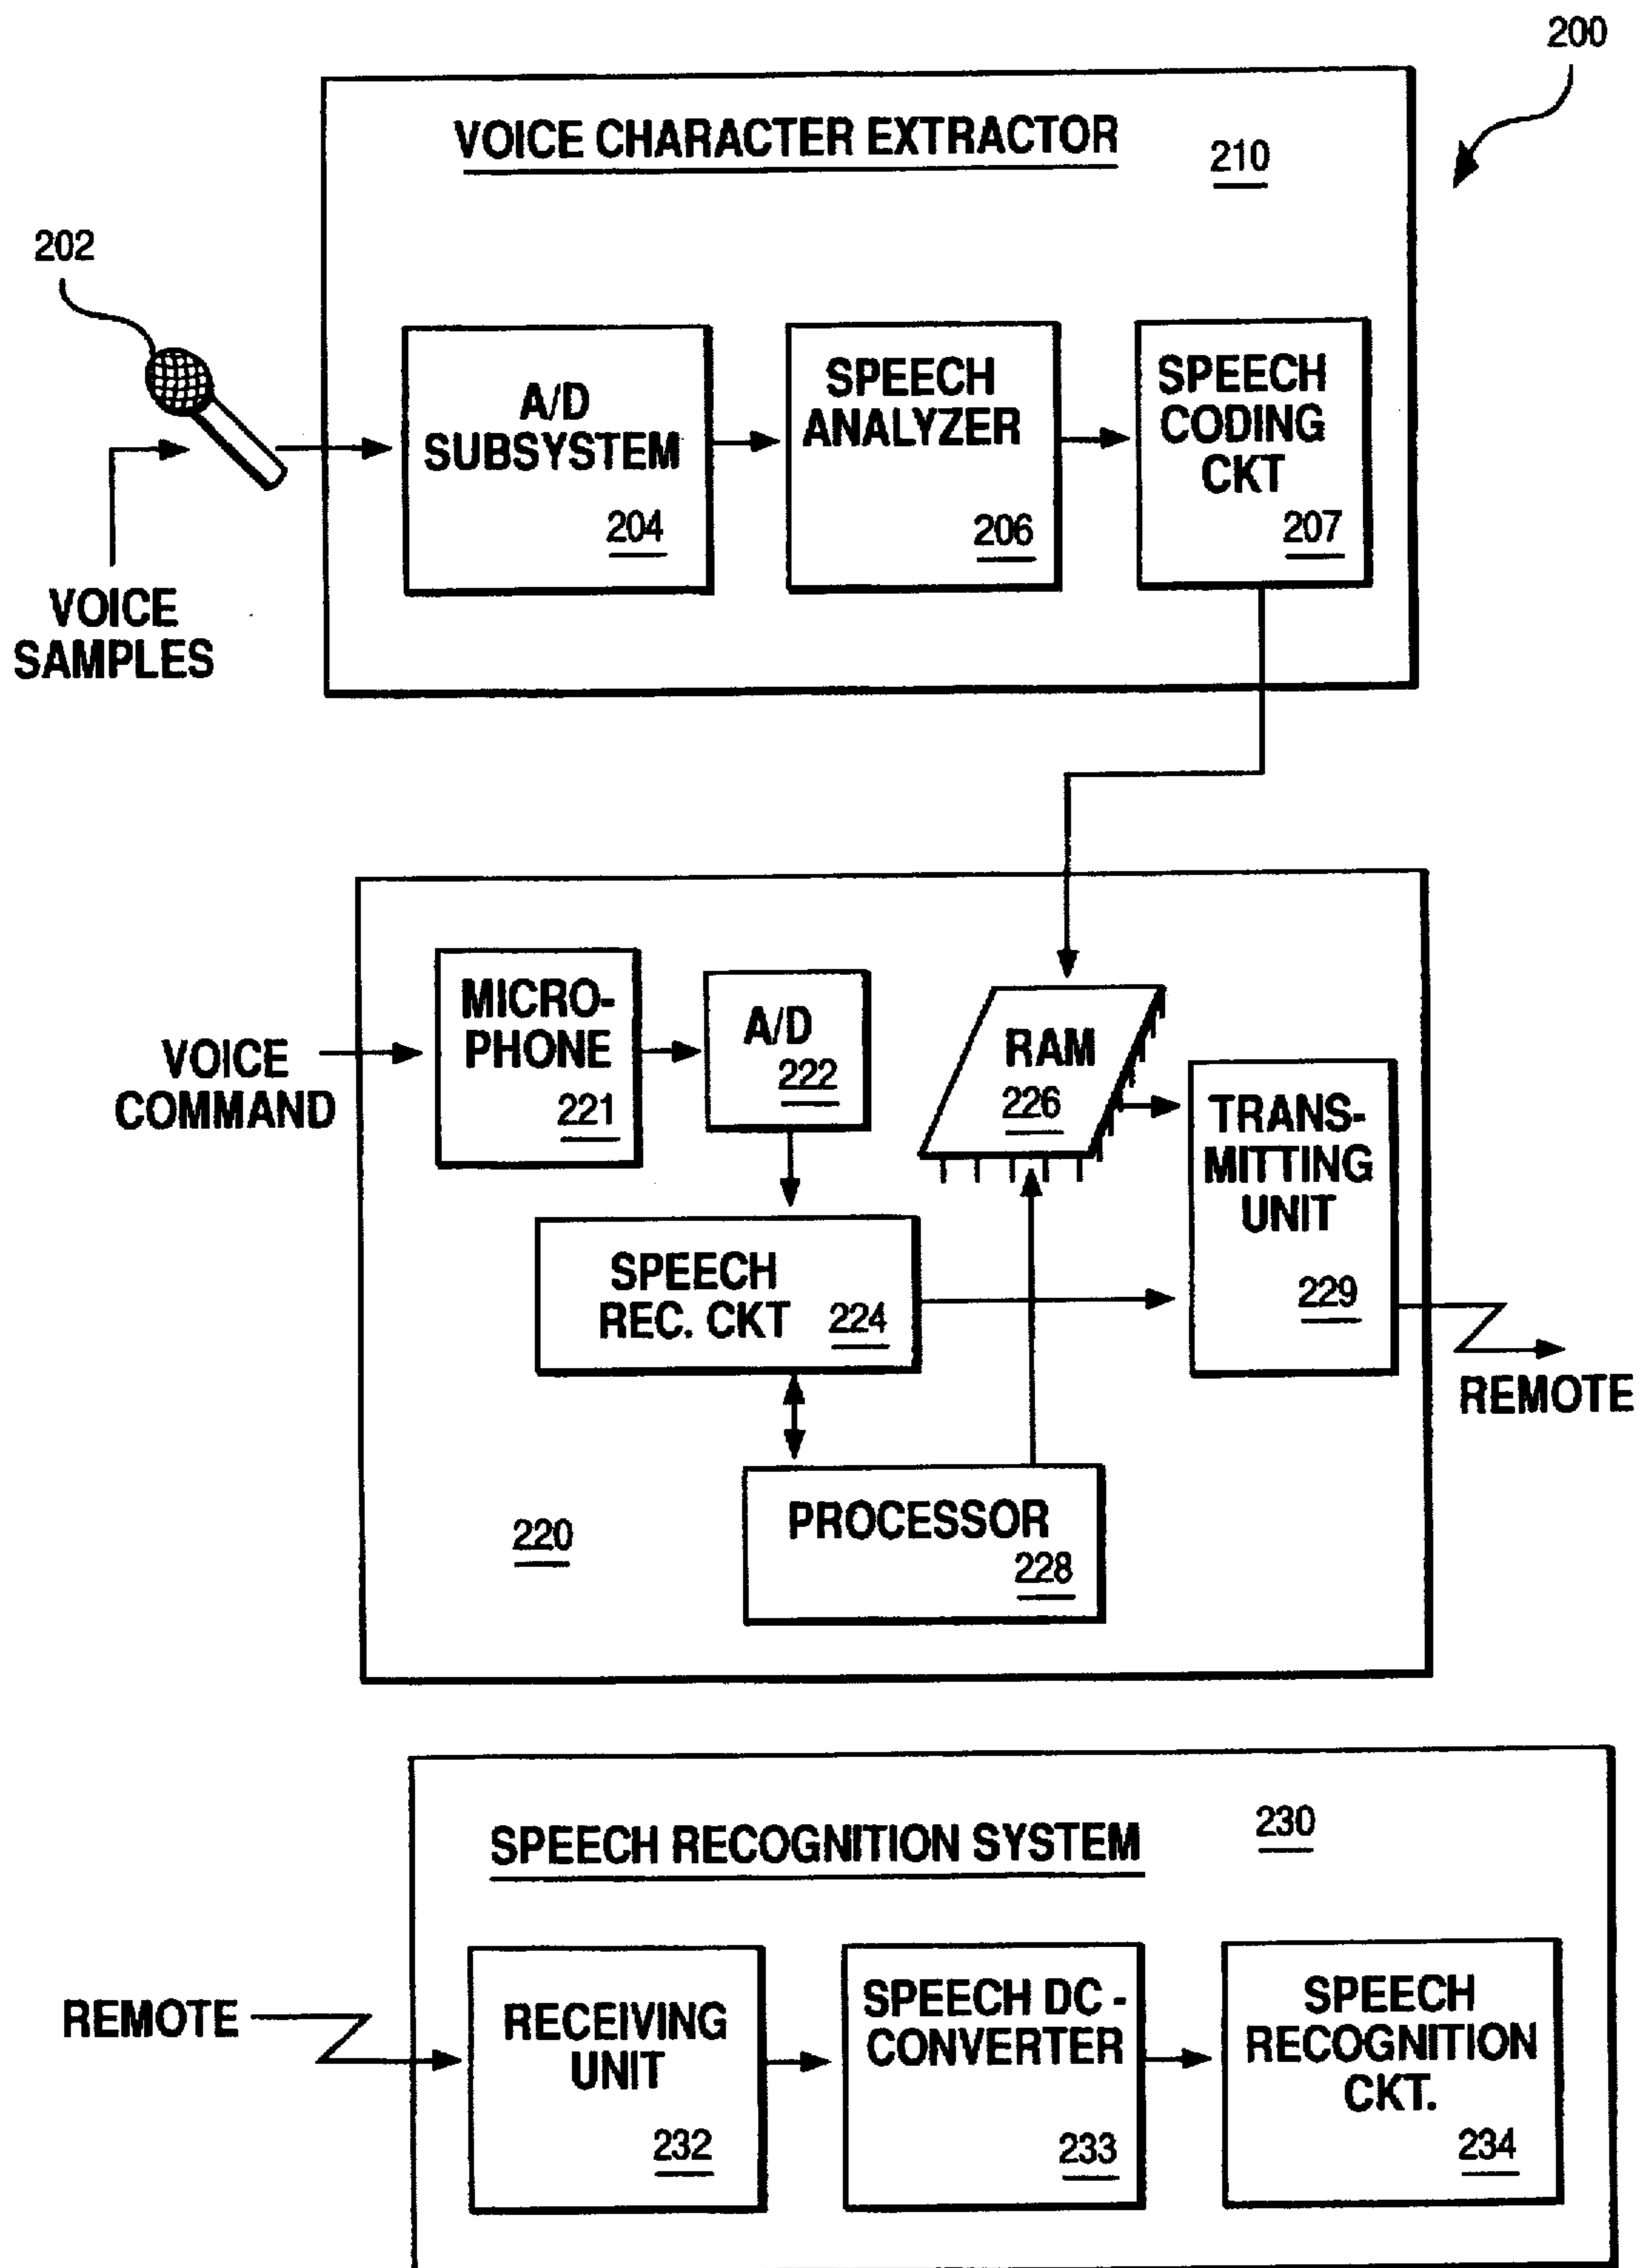 200
VOICE CHARACTER EXTRACTOR
210
202
A/D
SUBSYSTEM
204
SPEECH
ANALYZER
206
SPEECH
CODING
CKT
207
VOICE
SAMPLES
MICRO-
PHONE
221
A/D
222
RAM
226
VOICE
COMMAND
TRANS-
MITTING
UNIT
229
SPEECH
REC. CKT
224
REMOTE
PROCESSOR
228
220
SPEECH RECOGNITION SYSTEM
230
REMOTE
RECEIVING
UNIT
232
SPEECH DC -
CONVERTER
233
SPEECH
RECOGNITION
CKT.
234